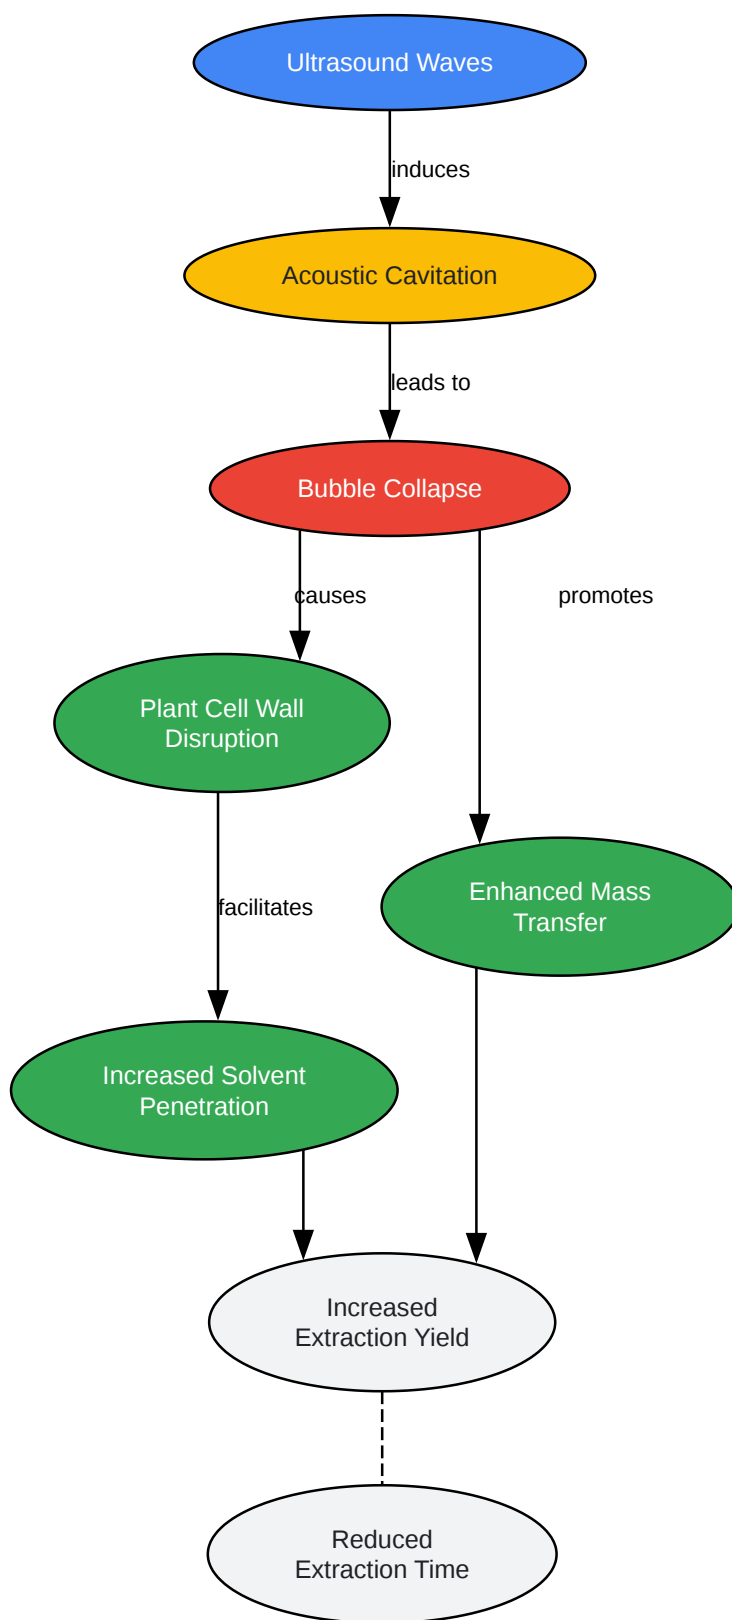 Ultrasound Waves
induces
Acoustic Cavitation
leads to
Bubble Collapse
causes
promotes
Plant Cell Wall
Disruption
Enhanced Mass
Transfer
facilitates
Increased Solvent
Penetration
Increased
Extraction Yield
Reduced
Extraction Time